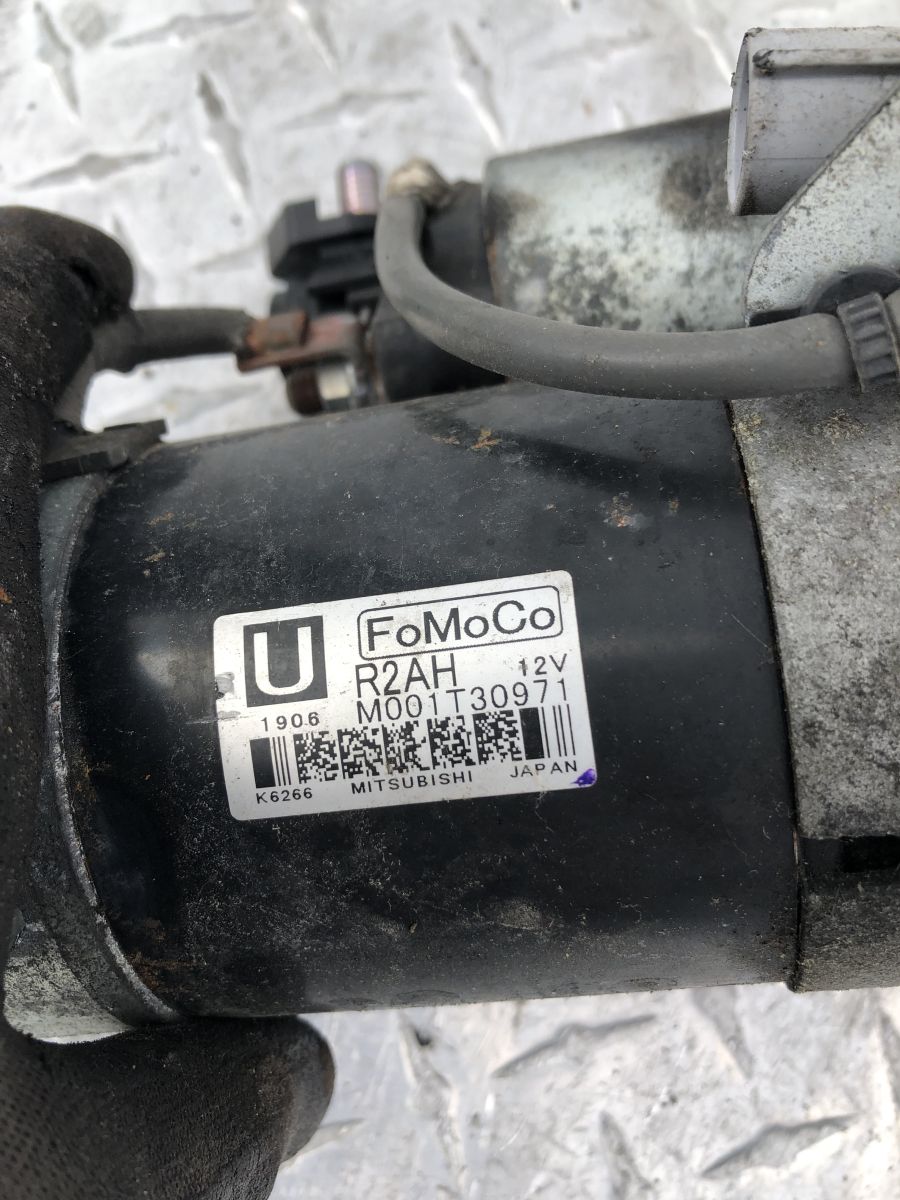 U
FoMoCo
R2AH 12V
M001T30971
1906
K6266 MITSUBISHI JAPAN